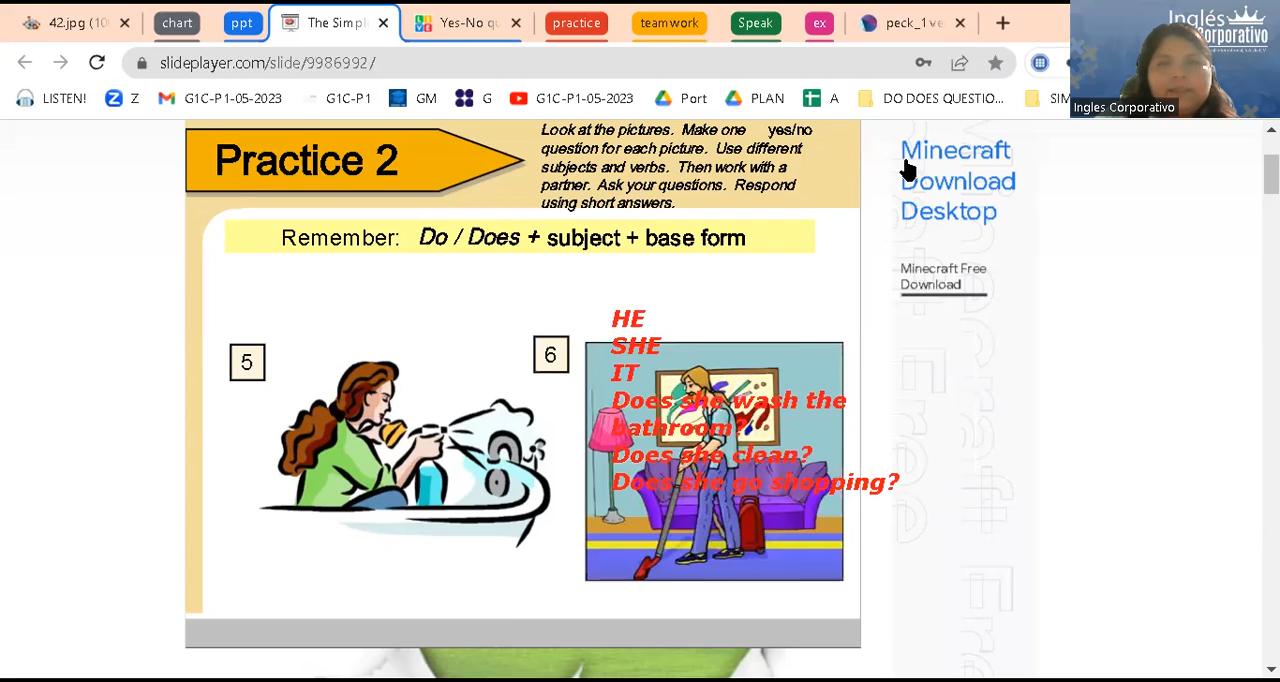 42.jpg (10
chart
ppt
The Simpl
Yes-No qu
practice
teamwork
Speak
ex
peck_1 ve
Inglés
Corporativo
slideplayer.com/slide/9986992/
LISTEN!
Z
G1C-P1-05-2023
G1C-P1
GM
G
G1C-P1-05-2023
Port
PLAN
A
DO DOES QUESTIO...
SIM
Ingles Corporativo
Practice 2
Look at the pictures. Make one yes/no
question for each picture. Use different
subjects and verbs. Then work with a
partner. Ask your questions. Respond
using short answers.
Remember: Do / Does + subject + base form
5
6
HE
SHE
IT
Does she wash the
bathroom?
Does she clean?
Does she go shopping?
Minecraft
Download
Desktop
Minecraft Free
Download